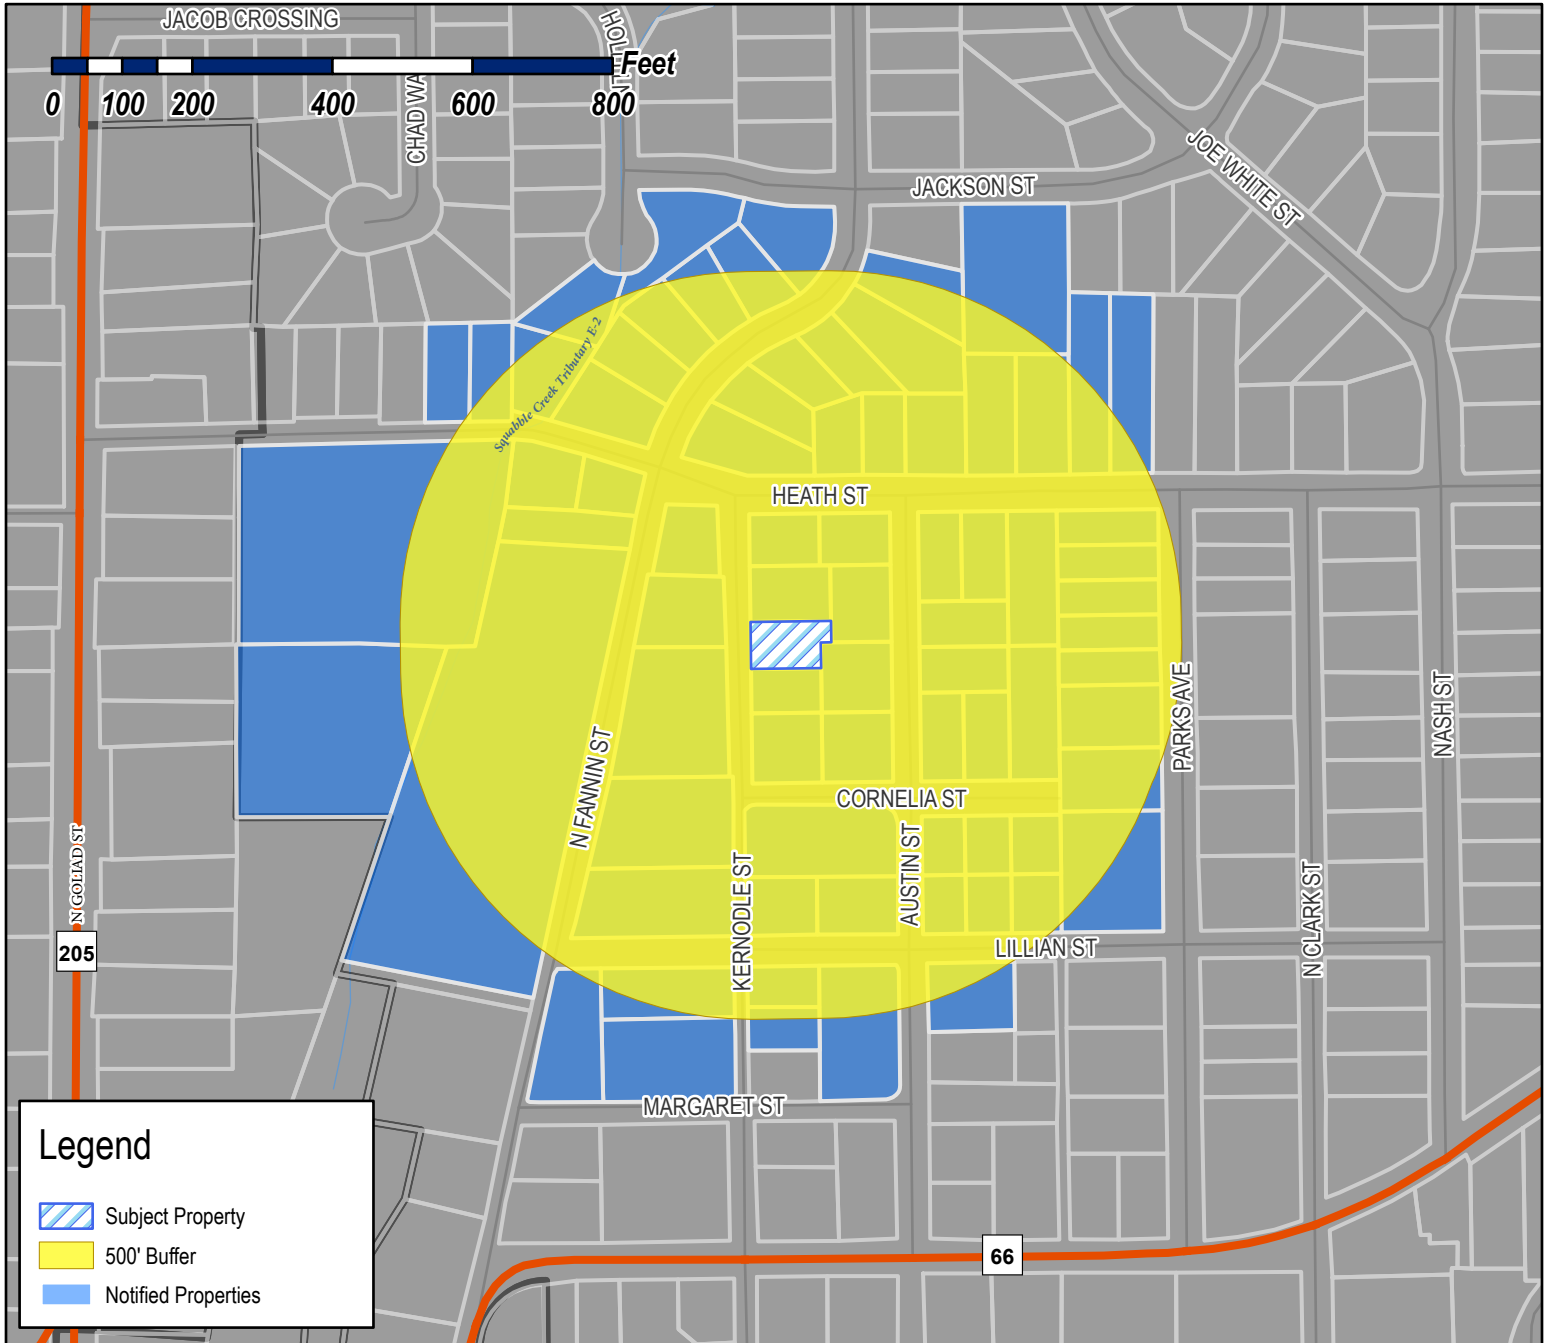 JACOB CROSSING
Feet
0 100 200 400 600 800
CHAD WA
JACKSON ST
JOE WHITE ST
Squabble Creek Tributary E-2
HEATH ST
N FANNIN ST
PARKS AVE
NASH ST
CORNELIA ST
N GOLIAD ST
KERNODLE ST
AUSTIN ST
N CLARK ST
205
LILLIAN ST
MARGARET ST
Legend
Subject Property
500' Buffer
Notified Properties
66